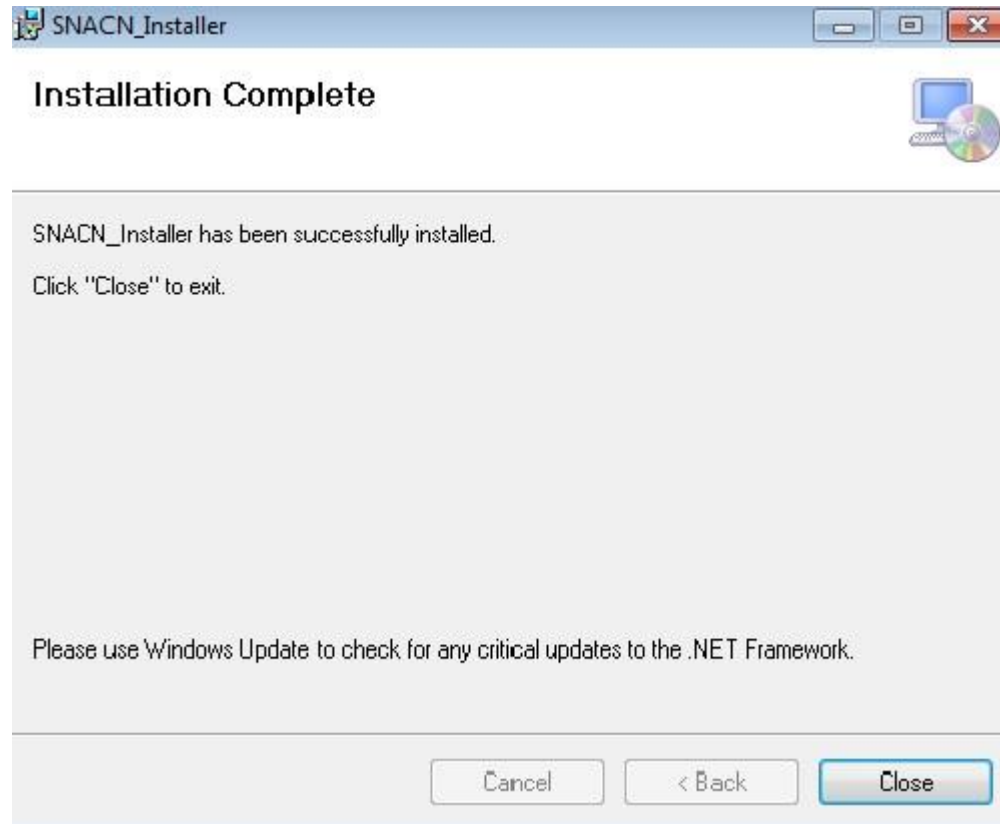 SNACN_Installer
Installation Complete
SNACN_Installer has been successfully installed.
Click "Close" to exit.
Please use Windows Update to check for any critical updates to the .NET Framework.
Cancel
< Back
Close